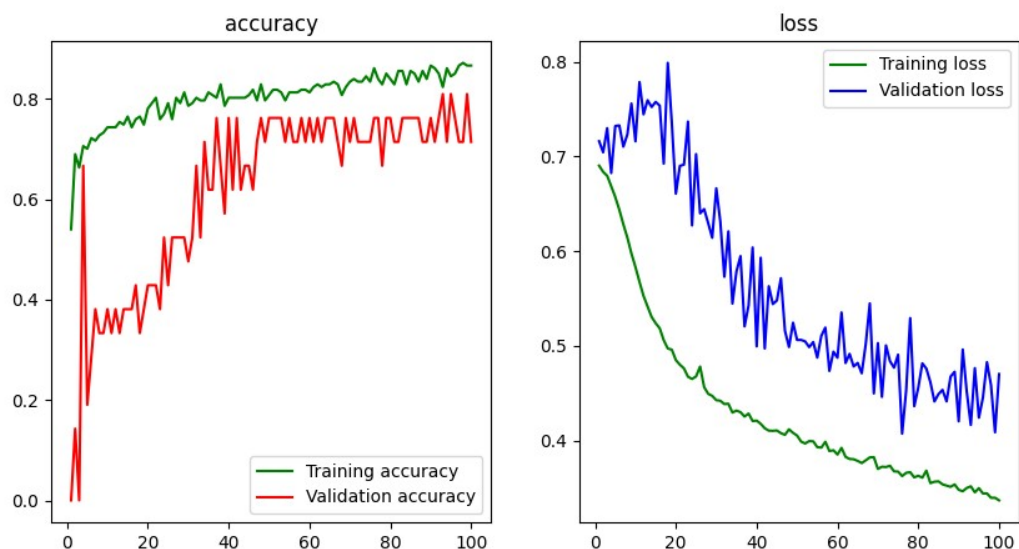 accuracy
0.8
0.6
0.4
0.2
0.0
0 20 40 60 80 100
Training accuracy
Validation accuracy
loss
0.8
0.7
0.6
0.5
0.4
0 20 40 60 80 100
Training loss
Validation loss